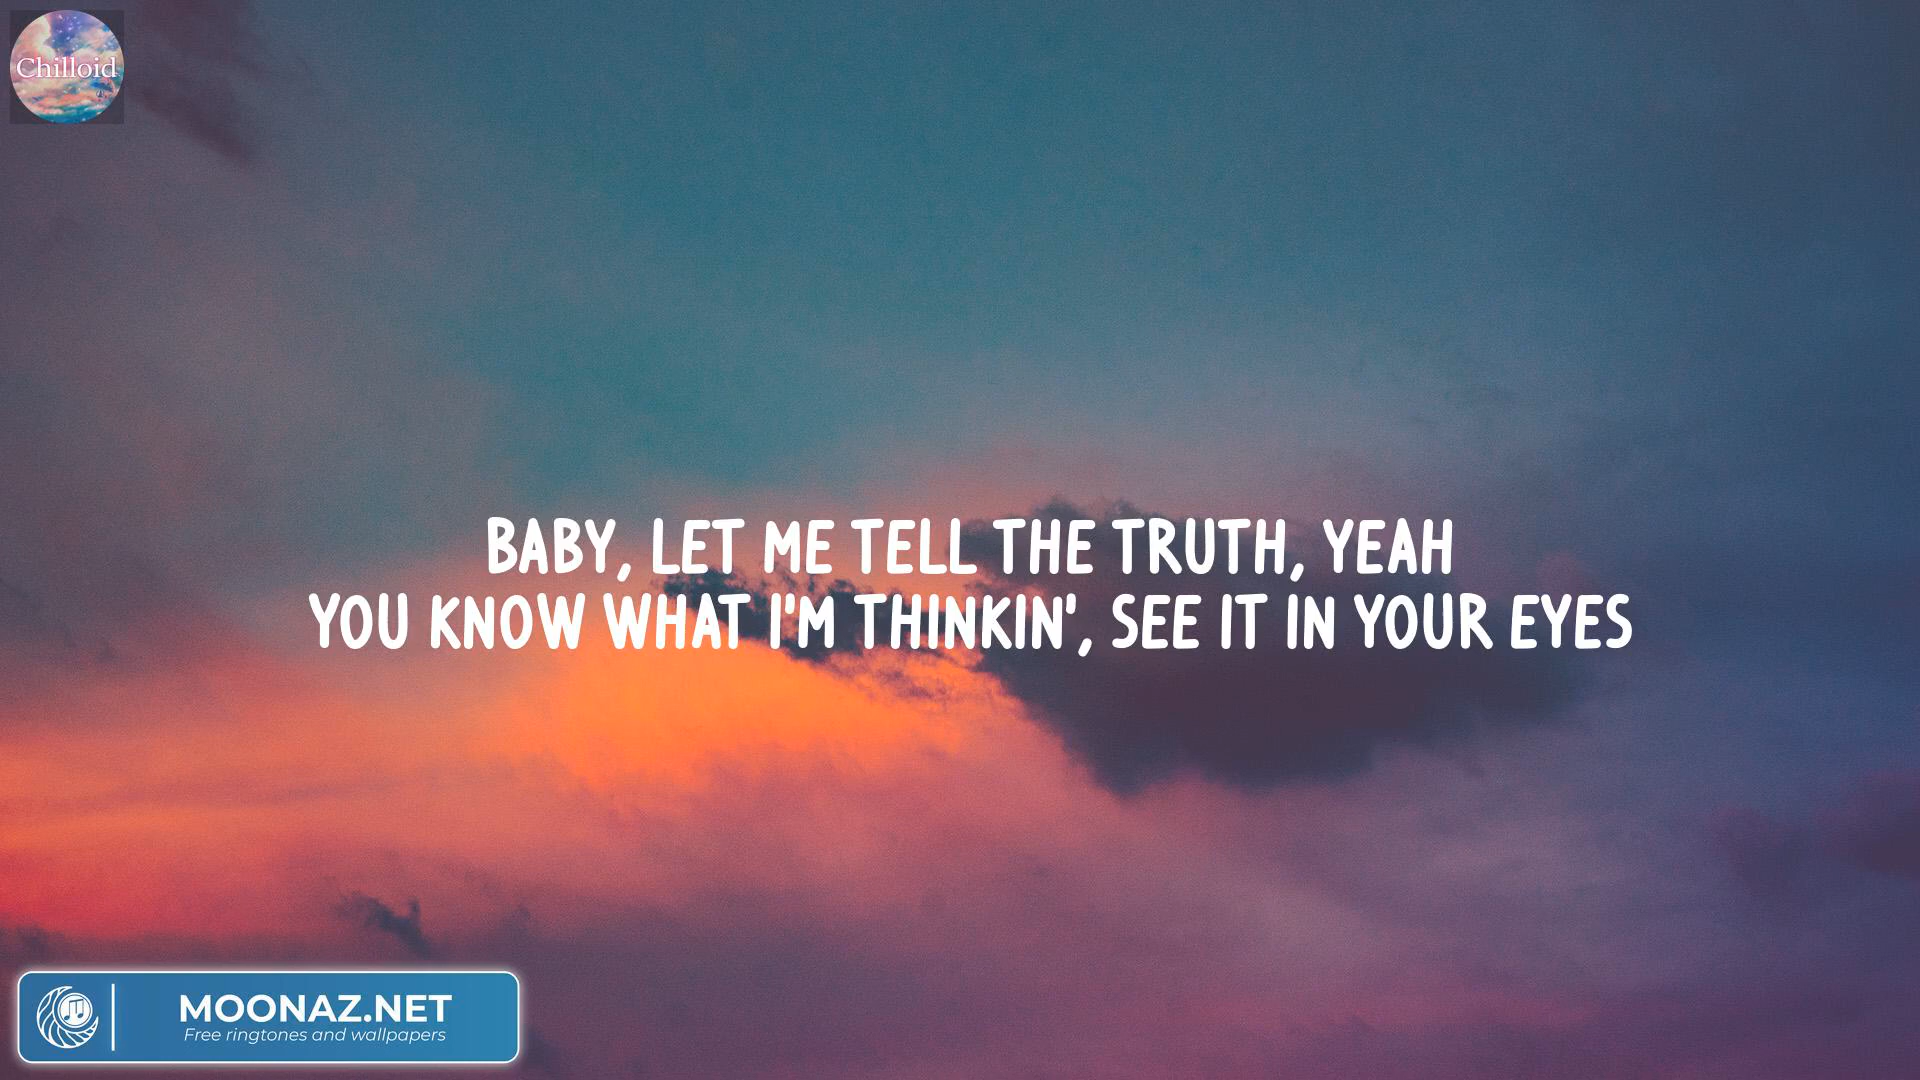 Chilloid
BABY, LET ME TELL THE TRUTH, YEAH
YOU KNOW WHAT I'M THINKIN', SEE IT IN YOUR EYES
MOONAZ.NET
Free ringtones and wallpapers